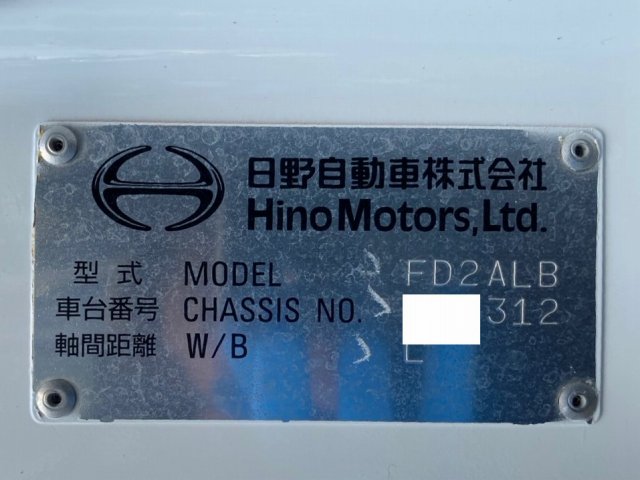 日野自動車株式会社
Hino Motors, Ltd.
型式 MODEL FD2ALB
車台番号 CHASSIS NO. 312
軸間距離 W/B L